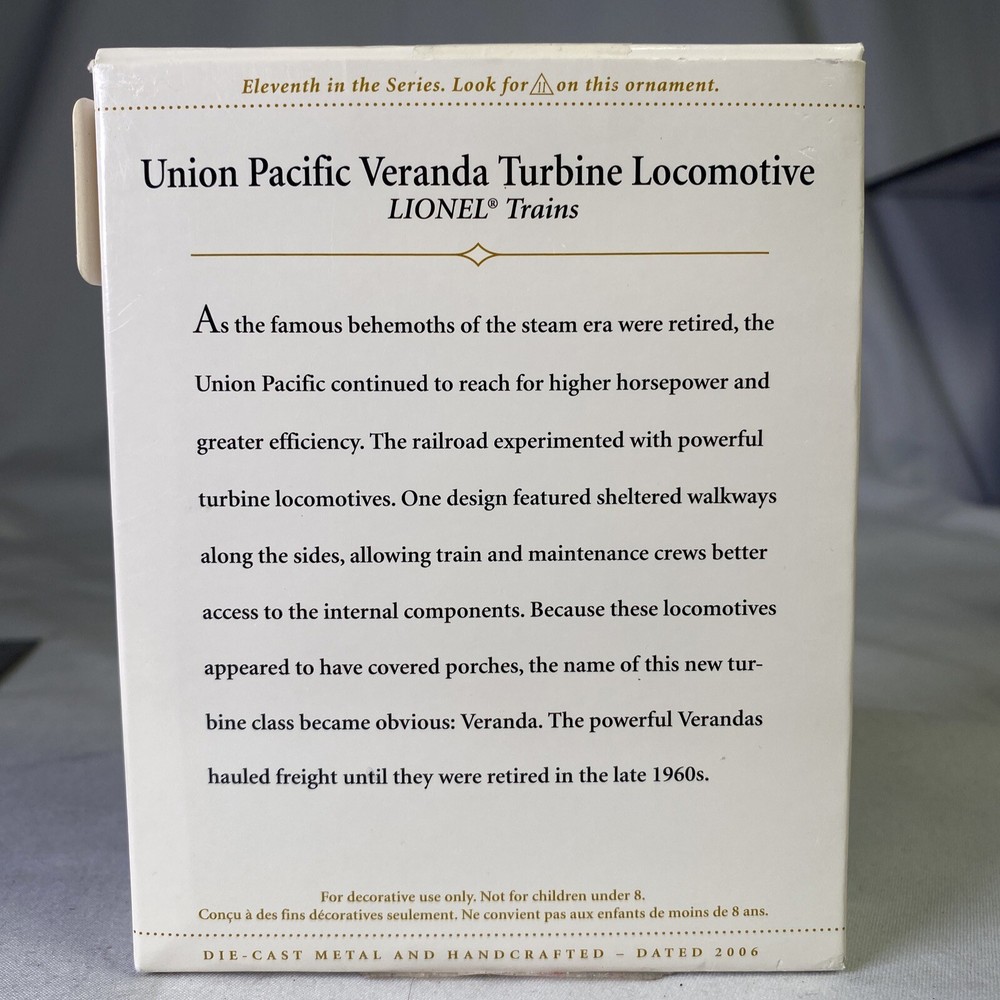 Eleventh in the Series. Look for 11 on this ornament.
Union Pacific Veranda Turbine Locomotive
LIONEL® Trains
As the famous behemoths of the steam era were retired, the
Union Pacific continued to reach for higher horsepower and
greater efficiency. The railroad experimented with powerful
turbine locomotives. One design featured sheltered walkways
along the sides, allowing train and maintenance crews better
access to the internal components. Because these locomotives
appeared to have covered porches, the name of this new tur-
bine class became obvious: Veranda. The powerful Verandas
hauled freight until they were retired in the late 1960s.
For decorative use only. Not for children under 8.
Conçu à des fins décoratives seulement. Ne convient pas aux enfants de moins de 8 ans.
DIE-CAST METAL AND HANDCRAFTED – DATED 2006